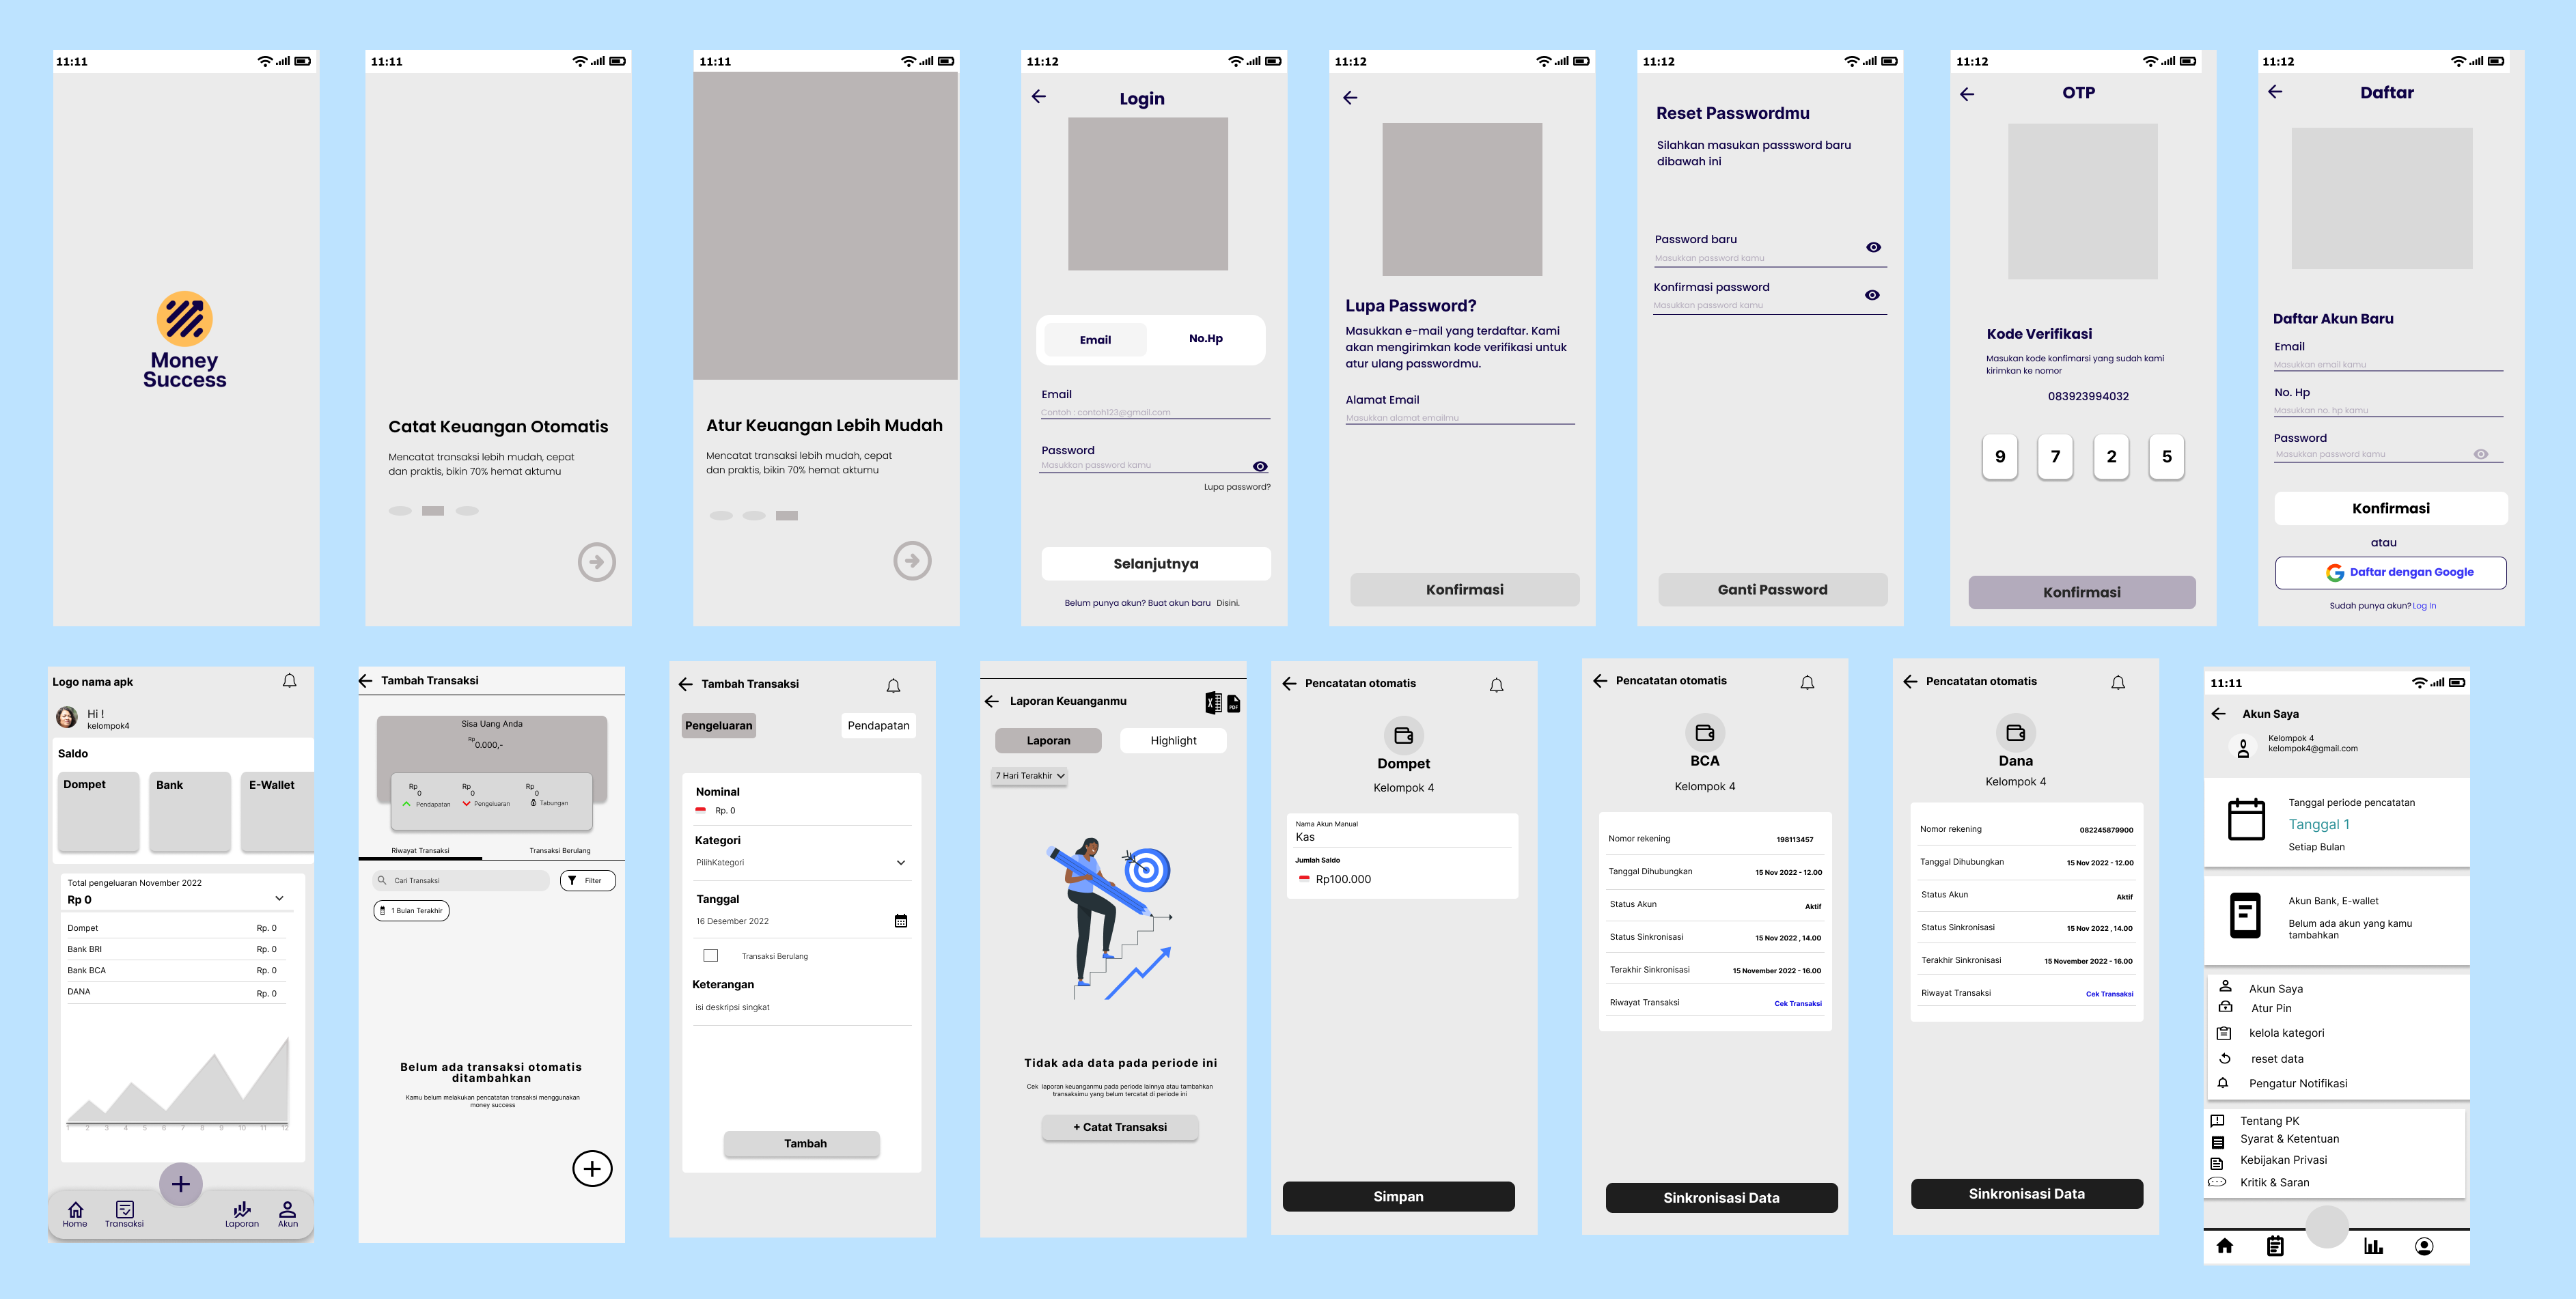 11:11
Money
Success
11:11
Catat Keuangan Otomatis
Mencatat transaksi lebih mudah, cepat
dan praktis, bikin 70% hemat aktumu
11:11
Atur Keuangan Lebih Mudah
Mencatat transaksi lebih mudah, cepat
dan praktis, bikin 70% hemat aktumu
11:12
Login
Email
No.Hp
Email
Contoh : contoh123@gmail.com
Password
Masukkan password kamu
Lupa password?
Selanjutnya
Belum punya akun? Buat akun baru Disini.
11:12
Lupa Password?
Masukkan e-mail yang terdaftar. Kami
akan mengirimkan kode verifikasi untuk
atur ulang passwordmu.
Alamat Email
Masukkan alamat emailmu
Konfirmasi
11:12
Reset Passwordmu
Silahkan masukan passsword baru
dibawah ini
Password baru
Masukkan password kamu
Konfirmasi password
Masukkan password kamu
Ganti Password
11:12
OTP
Kode Verifikasi
Masukan kode konfimarsi yang sudah kami
kirimkan ke nomor
083923994032
9 7 2 5
Konfirmasi
11:12
Daftar
Daftar Akun Baru
Email
Masukkan email kamu
No. Hp
Masukkan no. hp kamu
Password
Masukkan password kamu
Konfirmasi
atau
Daftar dengan Google
Sudah punya akun? Log in
Logo nama apk
Hi !
kelompok4
Saldo
Dompet
Bank
E-Wallet
Total pengeluaran November 2022
Rp 0
Dompet Rp. 0
Bank BRI Rp. 0
Bank BCA Rp. 0
DANA Rp. 0
1 2 3 4 5 6 7 8 9 10 11 12
+
Home
Transaksi
Laporan
Akun
Tambah Transaksi
Sisa Uang Anda
Rp 0.000,-
Rp 0
Rp 0
Rp 0
Pendapatan
Pengeluaran
Tabungan
Riwayat Transaksi
Transaksi Berulang
Cari Transaksi
Filter
1 Bulan Terakhir
Belum ada transaksi otomatis
ditambahkan
Kamu belum melakukan pencatatan transaksi menggunakan
money success
Tambah Transaksi
Pengeluaran
Pendapatan
Nominal
Rp. 0
Kategori
PilihKategori
Tanggal
16 Desember 2022
Transaksi Berulang
Keterangan
isi deskripsi singkat
Tambah
Laporan Keuanganmu
X
PDF
Laporan
Highlight
7 Hari Terakhir
Tidak ada data pada periode ini
Cek laporan keuanganmu pada periode lainnya atau tambahkan
transaksimu yang belum tercatat di periode ini
+ Catat Transaksi
Pencatatan otomatis
Dompet
Kelompok 4
Nama Akun Manual
Kas
Jumlah Saldo
Rp100.000
Simpan
Pencatatan otomatis
BCA
Kelompok 4
Nomor rekening 198113457
Tanggal Dihubungkan 15 Nov 2022 - 12.00
Status Akun Aktif
Status Sinkronisasi 15 Nov 2022 , 14.00
Terakhir Sinkronisasi 15 November 2022 - 16.00
Riwayat Transaksi Cek Transaksi
Sinkronisasi Data
Pencatatan otomatis
Dana
Kelompok 4
Nomor rekening 082245879900
Tanggal Dihubungkan 15 Nov 2022 - 12.00
Status Akun Aktif
Status Sinkronisasi 15 Nov 2022 , 14.00
Terakhir Sinkronisasi 15 November 2022 - 16.00
Riwayat Transaksi Cek Transaksi
Sinkronisasi Data
11:11
Akun Saya
Kelompok 4
kelompok4@gmail.com
Tanggal periode pencatatan
Tanggal 1
Setiap Bulan
Akun Bank, E-wallet
Belum ada akun yang kamu
tambahkan
Akun Saya
Atur Pin
kelola kategori
reset data
Pengatur Notifikasi
Tentang PK
Syarat & Ketentuan
Kebijakan Privasi
Kritik & Saran